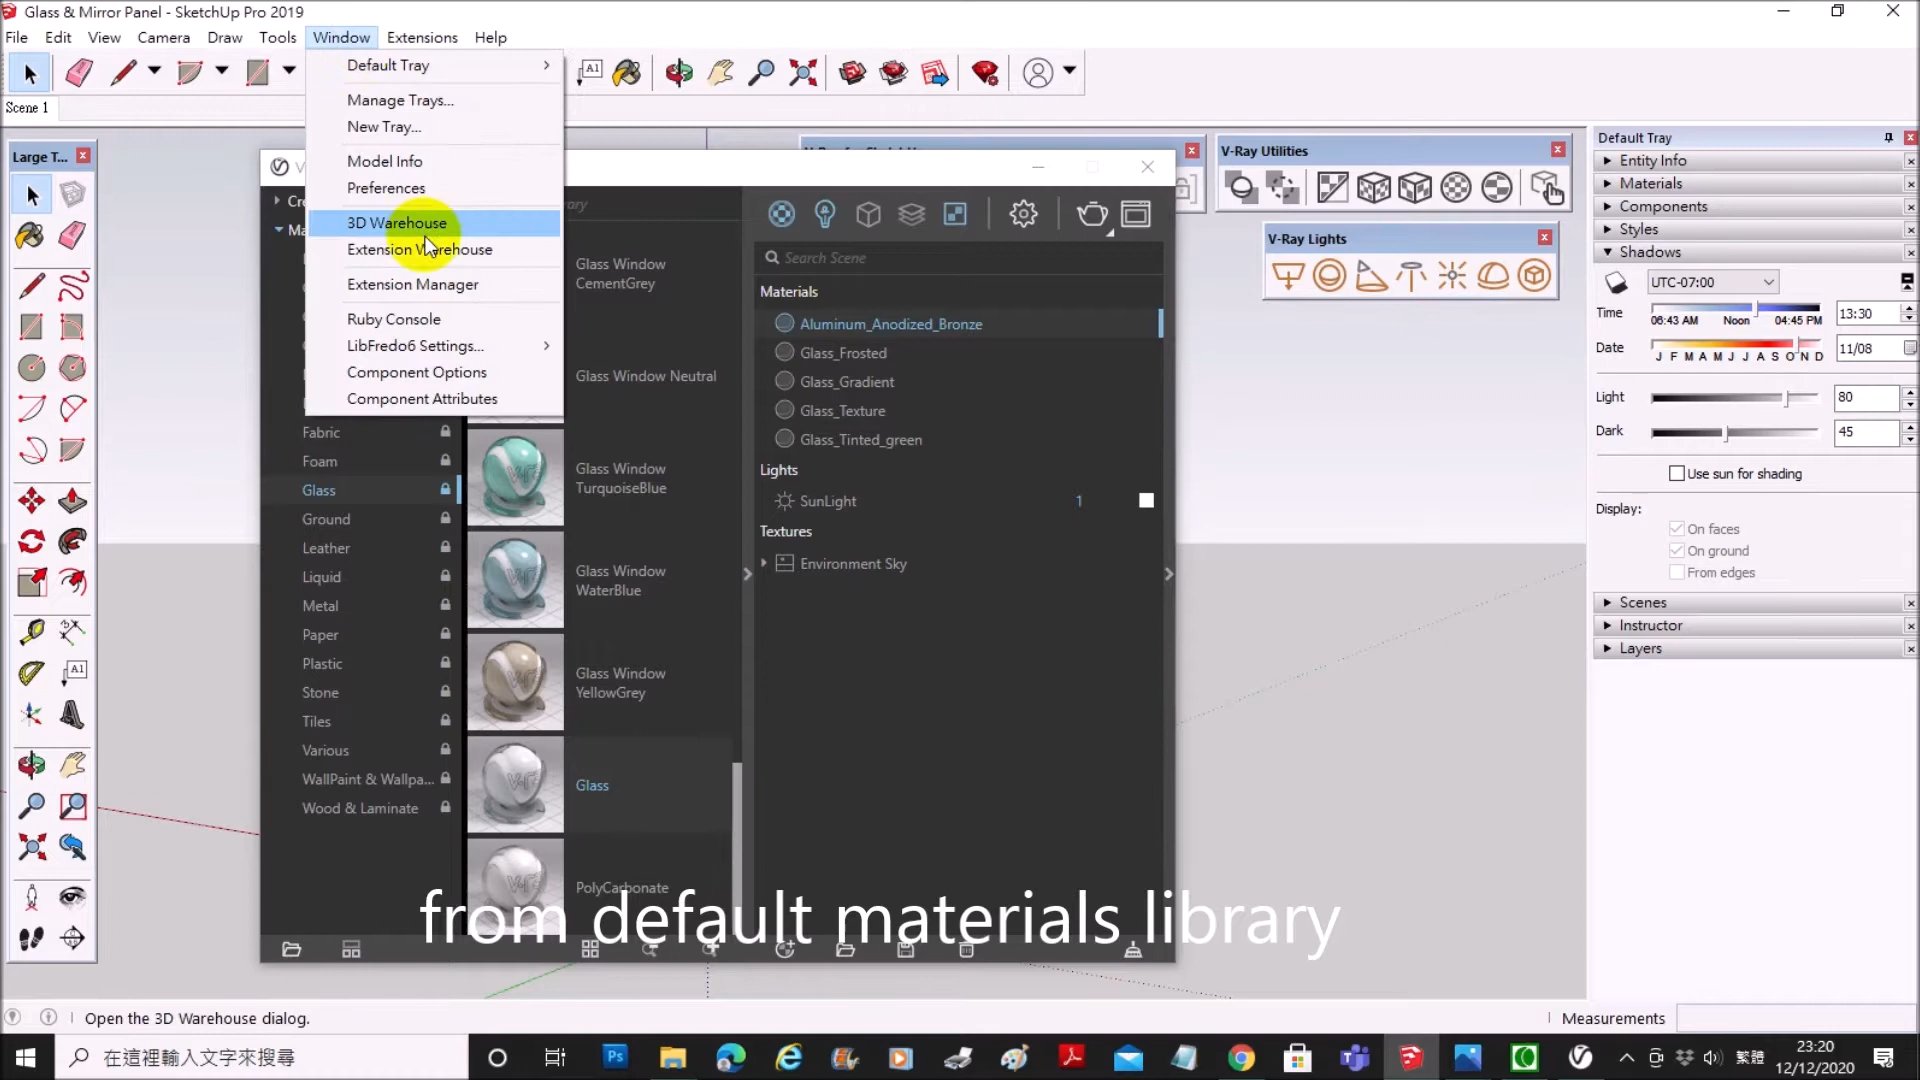 Glass & Mirror Panel - SketchUp Pro 2019
File Edit View Camera Draw Tools Window Extensions Help
Scene 1
Default Tray
Manage Trays...
New Tray...
Model Info
Preferences
3D Warehouse
Extension Warehouse
Extension Manager
Ruby Console
LibFredo6 Settings...
Component Options
Component Attributes
Large T...
Fabric
Foam
Glass
Ground
Leather
Liquid
Metal
Paper
Plastic
Stone
Tiles
Various
WallPaint & Wallpa...
Wood & Laminate
Glass Window
CementGrey
Glass Window Neutral
Glass Window
TurquoiseBlue
Glass Window
WaterBlue
Glass Window
YellowGrey
Glass
PolyCarbonate
Search Scene
Materials
Aluminum_Anodized_Bronze
Glass_Frosted
Glass_Gradient
Glass_Texture
Glass_Tinted_green
Lights
SunLight 1
Textures
Environment Sky
V-Ray Utilities
V-Ray Lights
Default Tray
Entity Info
Materials
Components
Styles
Shadows
UTC-07:00
Time 06:43 AM Noon 04:45 PM 13:30
Date J F M A M J J A S O N D 11/08
Light 80
Dark 45
Use sun for shading
Display:
On faces
On ground
From edges
Scenes
Instructor
Layers
from default materials library
Open the 3D Warehouse dialog.
Measurements
在這裡輸入文字來搜尋
繁體
23:20
12/12/2020